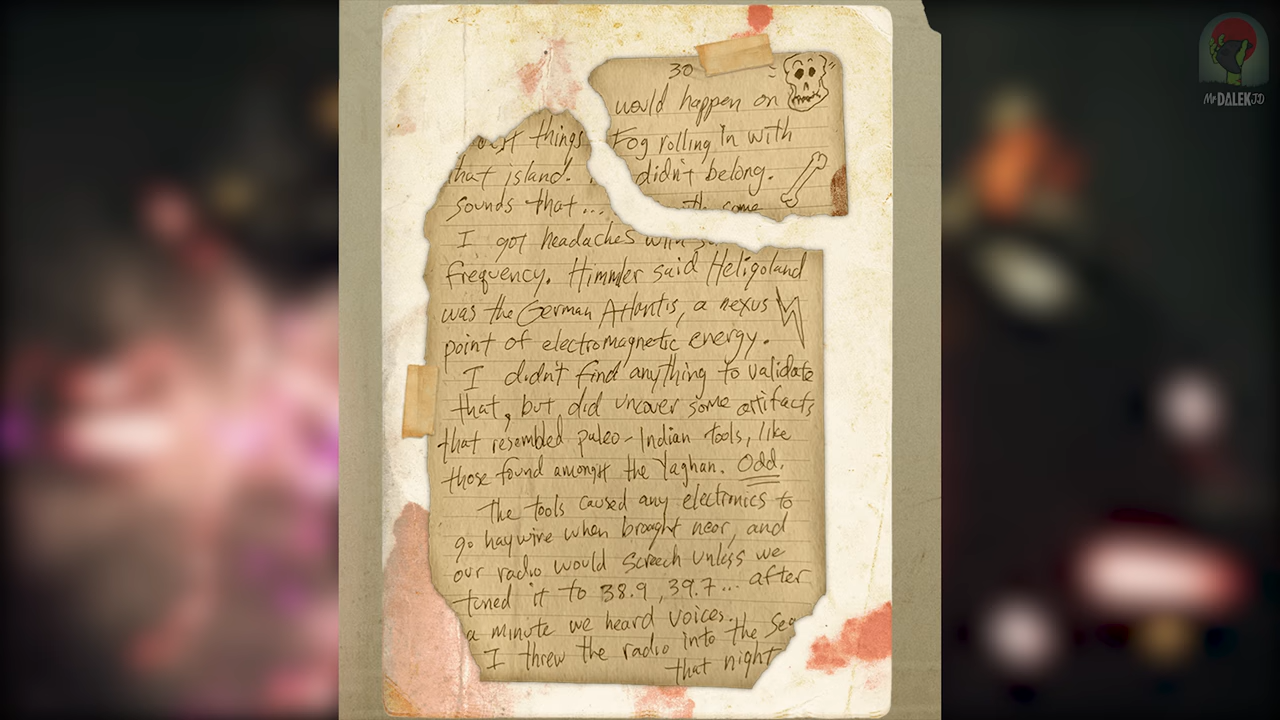 30
would happen on
things Fog rolling in with
that island. .. didn't belong.
sounds that... come
I got headaches with
frequency. Himmler said Heligoland
was the German Atlantis, a nexus
point of electromagnetic energy.
I didn't find anything to validate
that, but did uncover some artifacts
that resembled paleo-Indian tools, like
those found amongst the Yaghan. Odd.
The tools caused any electronics to
go haywire when brought near, and
our radio would screech unless we
tuned it to 38.9, 39.7... after
a minute we heard voices.
I threw the radio into the Sea
that night
MrDALEKJD